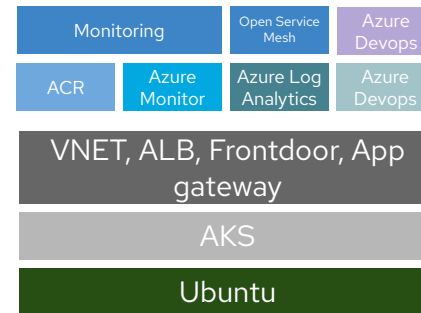 Monitoring
Open Service
Mesh
Azure
Devops
ACR
Azure
Monitor
Azure Log
Analytics
Azure
Devops
VNET, ALB, Frontdoor, App
gateway
AKS
Ubuntu